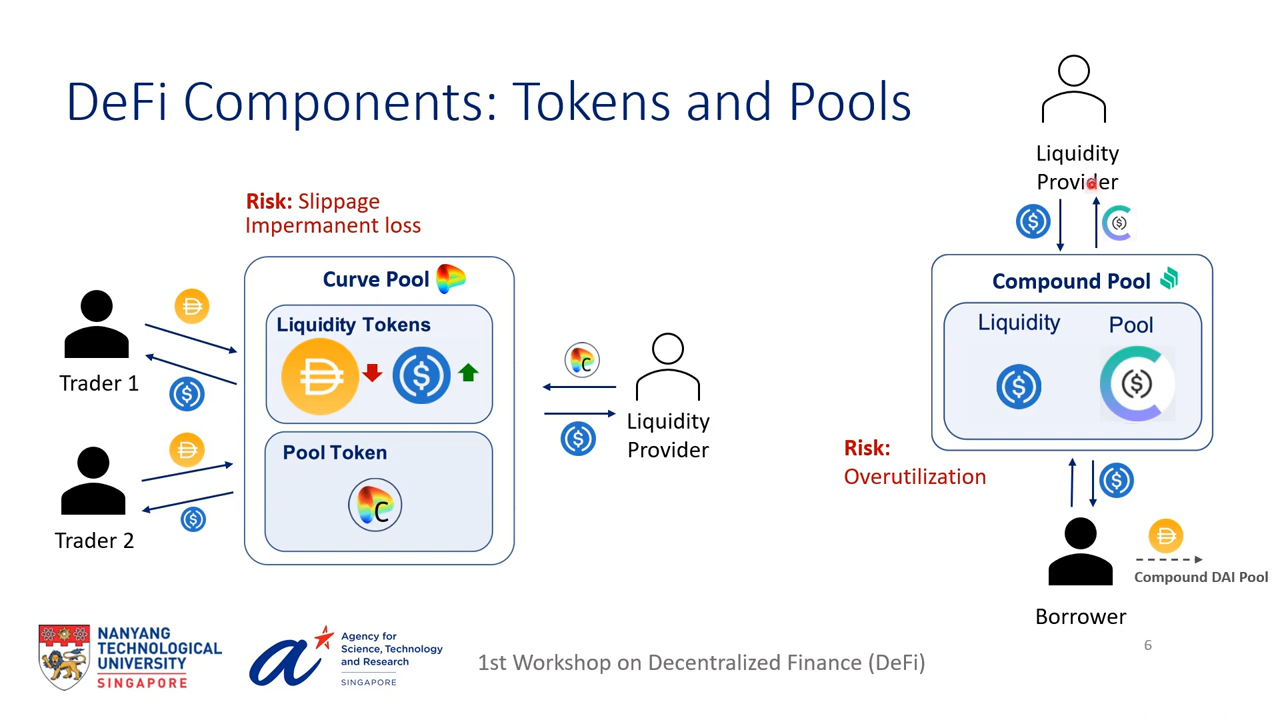 DeFi Components: Tokens and Pools
Risk: Slippage
Impermanent loss
Curve Pool
Liquidity Tokens
Pool Token
C
C
Trader 1
Trader 2
Liquidity
Provider
Liquidity
Provider
Compound Pool
Liquidity
Pool
Risk:
Overutilization
Borrower
Compound DAI Pool
NANYANG
TECHNOLOGICAL
UNIVERSITY
SINGAPORE
Agency for
Science, Technology
and Research
SINGAPORE
1st Workshop on Decentralized Finance (DeFi)
6